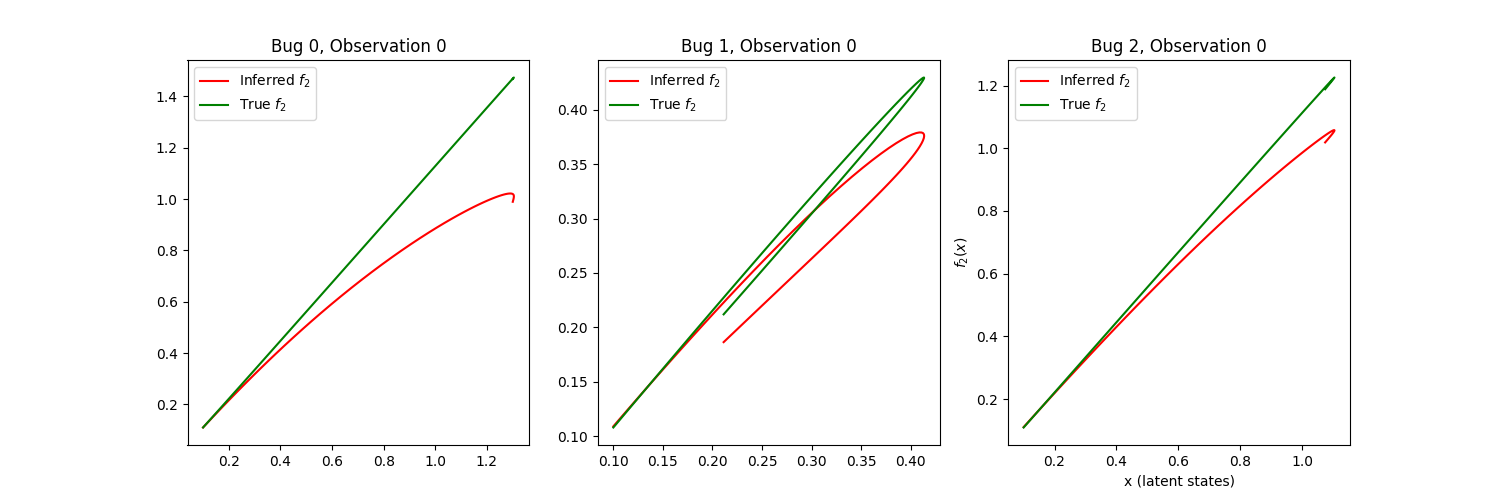 Bug 0, Observation 0
Inferred f₂
True f₂
1.4
1.2
1.0
0.8
0.6
0.4
0.2
0.2 0.4 0.6 0.8 1.0 1.2
Bug 1, Observation 0
Inferred f₂
True f₂
0.40
0.35
0.30
0.25
0.20
0.15
0.10
0.10 0.15 0.20 0.25 0.30 0.35 0.40
Bug 2, Observation 0
Inferred f₂
True f₂
f₂(x)
1.2
1.0
0.8
0.6
0.4
0.2
0.2 0.4 0.6 0.8 1.0
x (latent states)